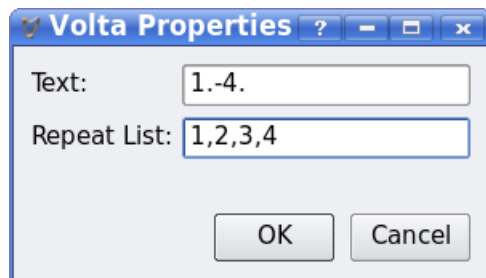 Volta Properties
Text: 1.-4.
Repeat List: 1,2,3,4
OK Cancel